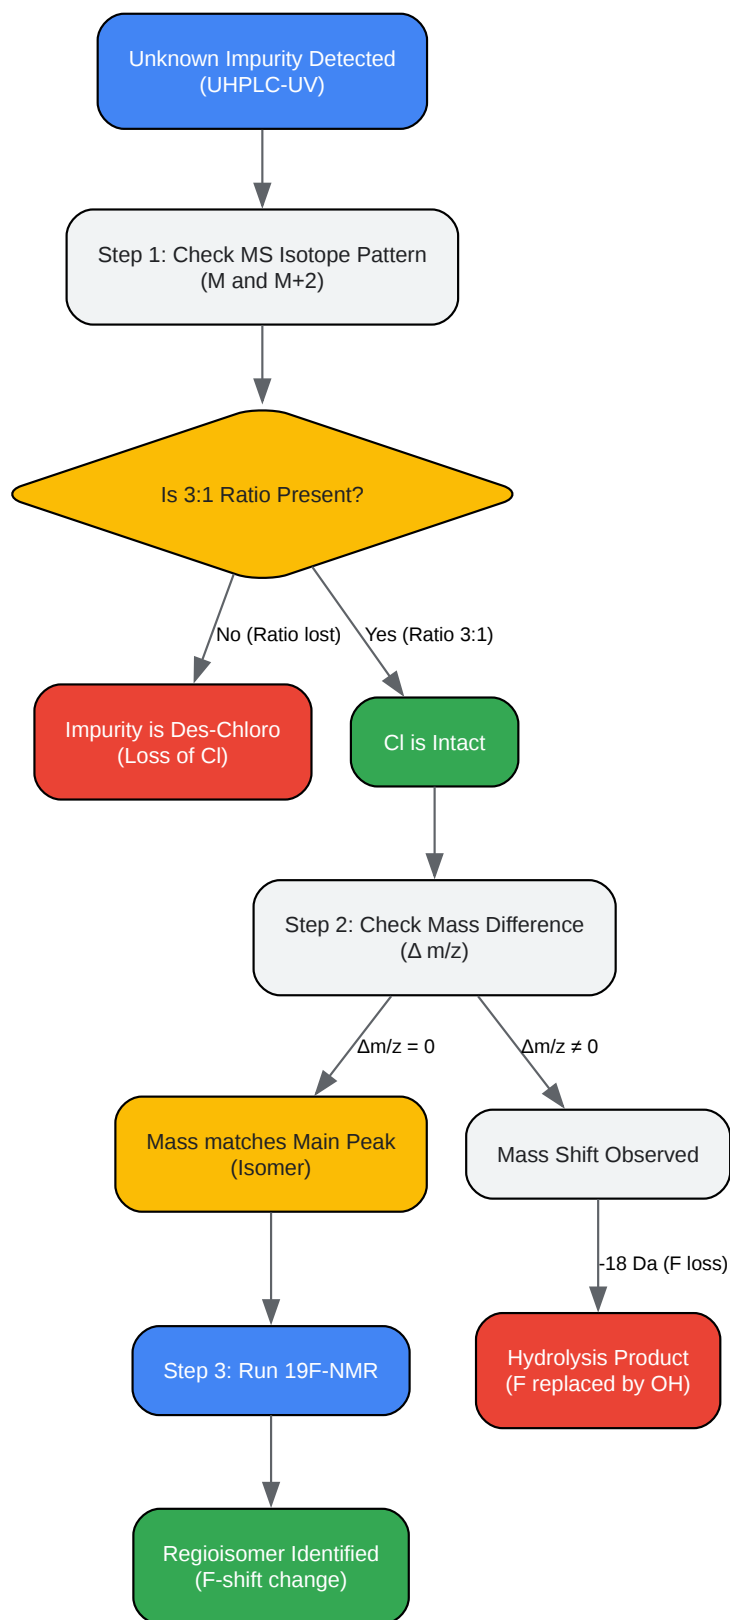 Unknown Impurity Detected
(UHPLC-UV)
Step 1: Check MS Isotope Pattern
(M and M+2)
Is 3:1 Ratio Present?
No (Ratio lost)
Yes (Ratio 3:1)
Impurity is Des-Chloro
(Loss of Cl)
Cl is Intact
Step 2: Check Mass Difference
(Δ m/z)
Δm/z = 0
Δm/z ≠ 0
Mass matches Main Peak
(Isomer)
Mass Shift Observed
-18 Da (F loss)
Step 3: Run 19F-NMR
Hydrolysis Product
(F replaced by OH)
Regioisomer Identified
(F-shift change)